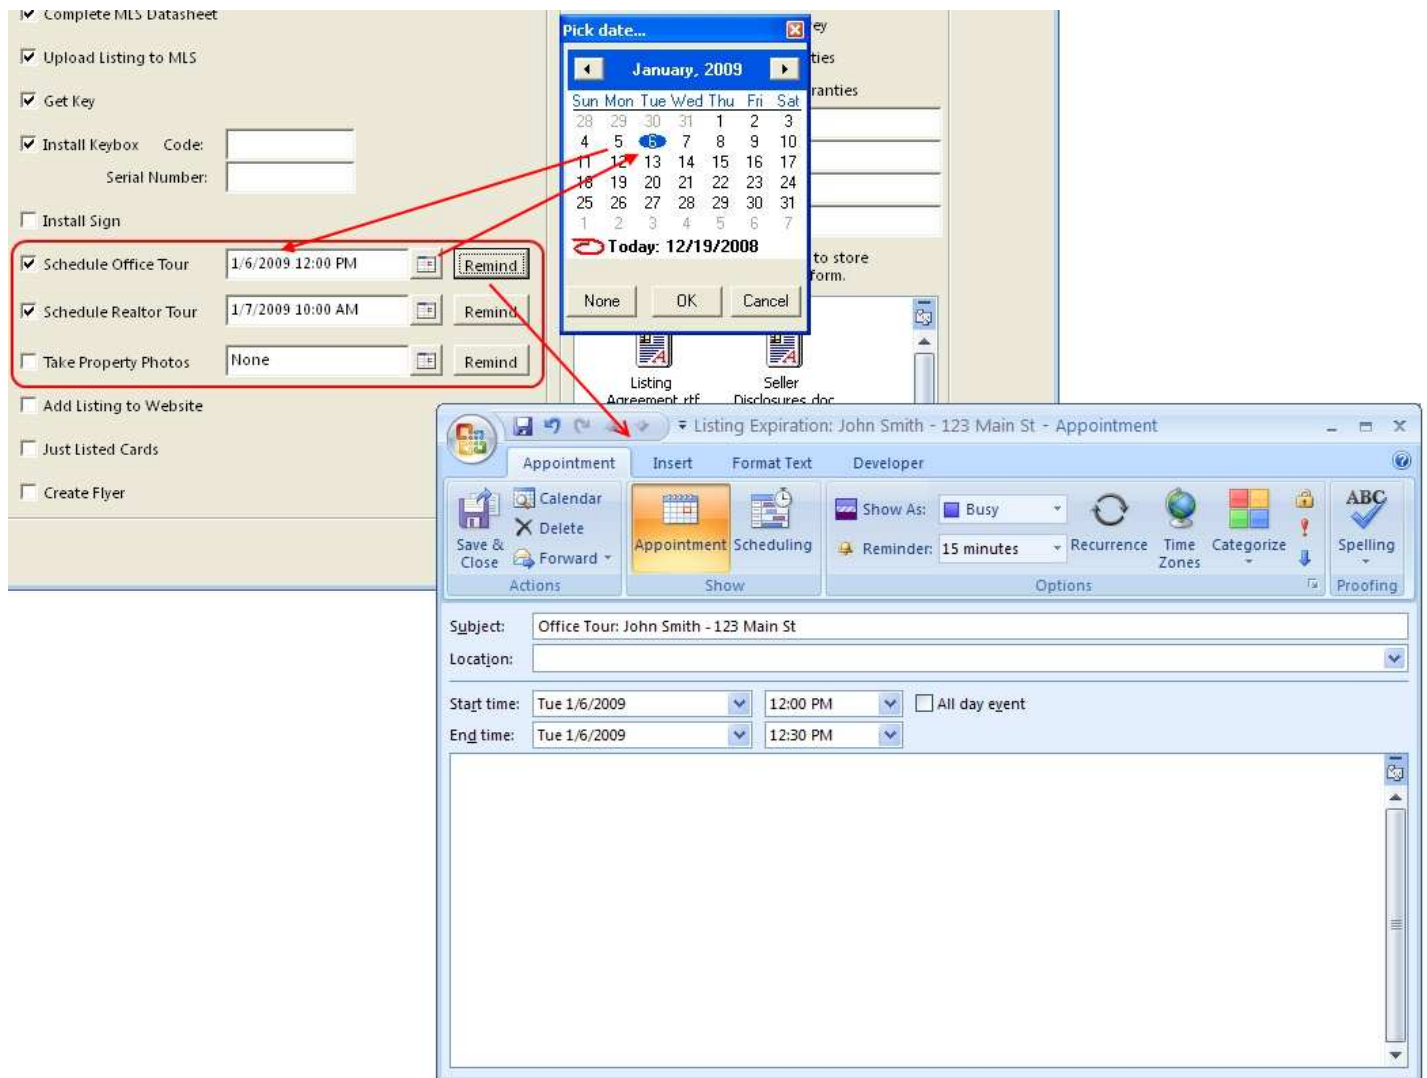 Complete MLS Datasheet
Upload Listing to MLS
Get Key
Install Keybox Code:
Serial Number:
Install Sign
Schedule Office Tour 1/6/2009 12:00 PM Remind
Schedule Realtor Tour 1/7/2009 10:00 AM Remind
Take Property Photos None Remind
Add Listing to Website
Just Listed Cards
Create Flyer
Pick date...
January, 2009
Sun Mon Tue Wed Thu Fri Sat
28 29 30 31 1 2 3
4 5 6 7 8 9 10
11 12 13 14 15 16 17
18 19 20 21 22 23 24
25 26 27 28 29 30 31
1 2 3 4 5 6 7
Today: 12/19/2008
None OK Cancel
ey
ties
ranties
to store
form.
Listing
Agreement.rtf
Seller
Disclosures.doc
Listing Expiration: John Smith - 123 Main St - Appointment
Appointment Insert Format Text Developer
Save &
Close
Calendar
Delete
Forward
Actions
Appointment Scheduling
Show
Show As: Busy
Reminder: 15 minutes
Recurrence
Time
Zones
Categorize
Options
ABC
Spelling
Proofing
Subject: Office Tour: John Smith - 123 Main St
Location:
Start time: Tue 1/6/2009 12:00 PM All day event
End time: Tue 1/6/2009 12:30 PM